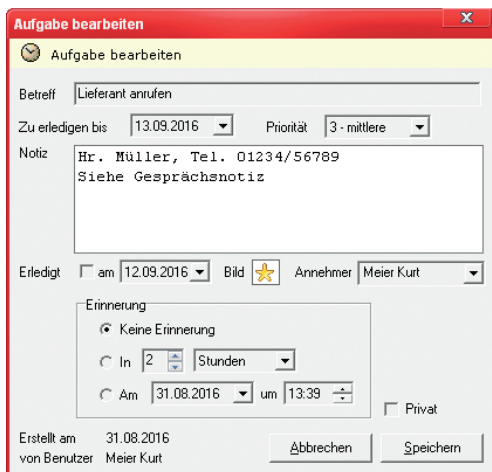 Aufgabe bearbeiten
Aufgabe bearbeiten
Betreff Lieferant anrufen
Zu erledigen bis 13.09.2016 Priorität 3 - mittlere
Notiz Hr. Müller, Tel. 01234/56789
Siehe Gesprächsnotiz
Erledigt am 12.09.2016 Bild Annehmer Meier Kurt
Erinnerung
Keine Erinnerung
In 2 Stunden
Am 31.08.2016 um 13:39
Privat
Erstellt am 31.08.2016
von Benutzer Meier Kurt Abbrechen Speichern